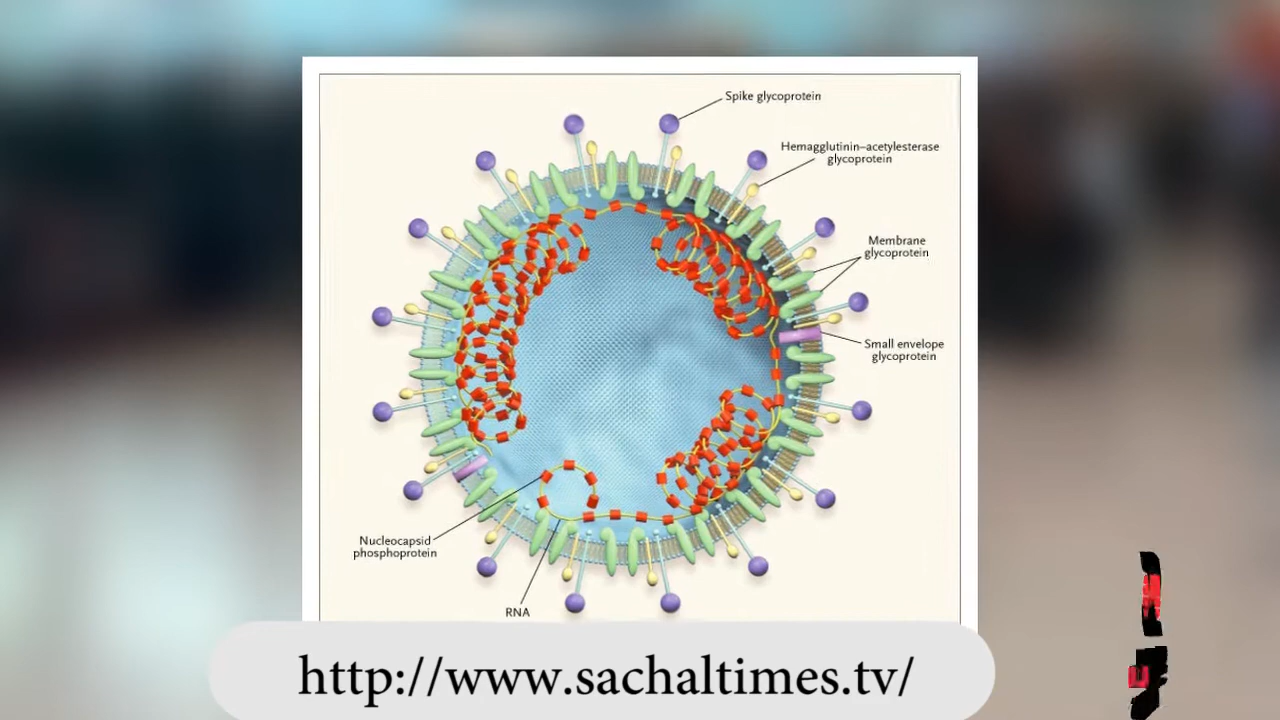 Spike glycoprotein
Hemagglutinin–acetylesterase
glycoprotein
Membrane
glycoprotein
Small envelope
glycoprotein
Nucleocapsid
phosphoprotein
RNA
http://www.sachaltimes.tv/